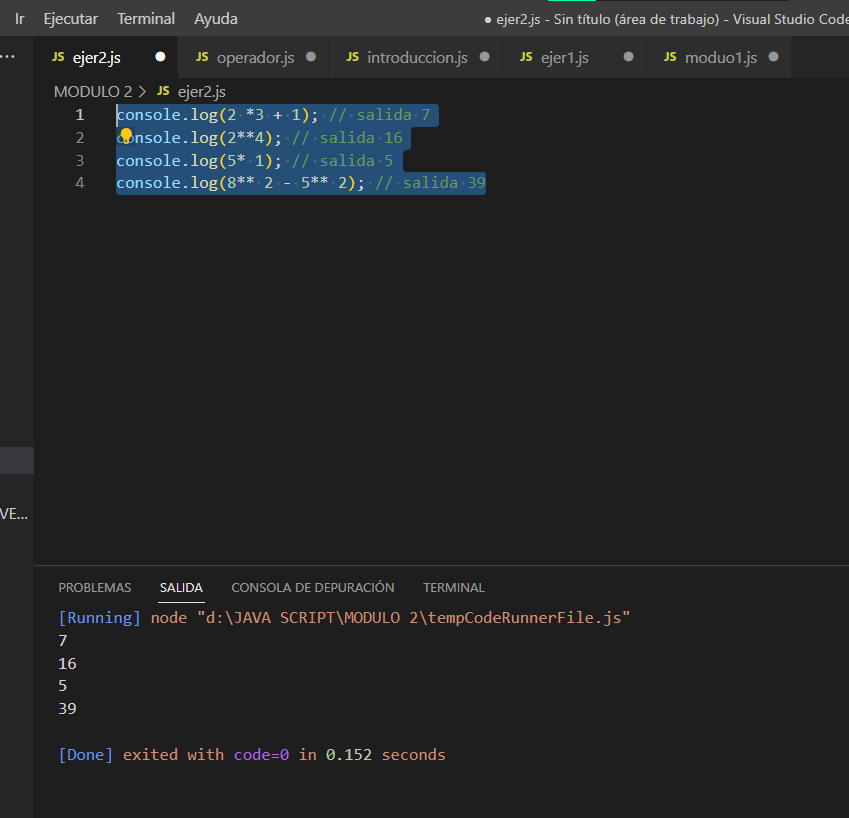 Ir Ejecutar Terminal Ayuda ● ejer2.js - Sin título (área de trabajo) - Visual Studio Code
... JS ejer2.js ● JS operador.js ● JS introduccion.js ● JS ejer1.js ● JS moduo1.js ●
MODULO 2 > JS ejer2.js
1 console.log(2 *3 + 1); // salida 7
2 console.log(2**4); // salida 16
3 console.log(5* 1); // salida 5
4 console.log(8** 2 - 5** 2); // salida 39
VE...
PROBLEMAS SALIDA CONSOLA DE DEPURACIÓN TERMINAL
[Running] node "d:\JAVA SCRIPT\MODULO 2\tempCodeRunnerFile.js"
7
16
5
39
[Done] exited with code=0 in 0.152 seconds